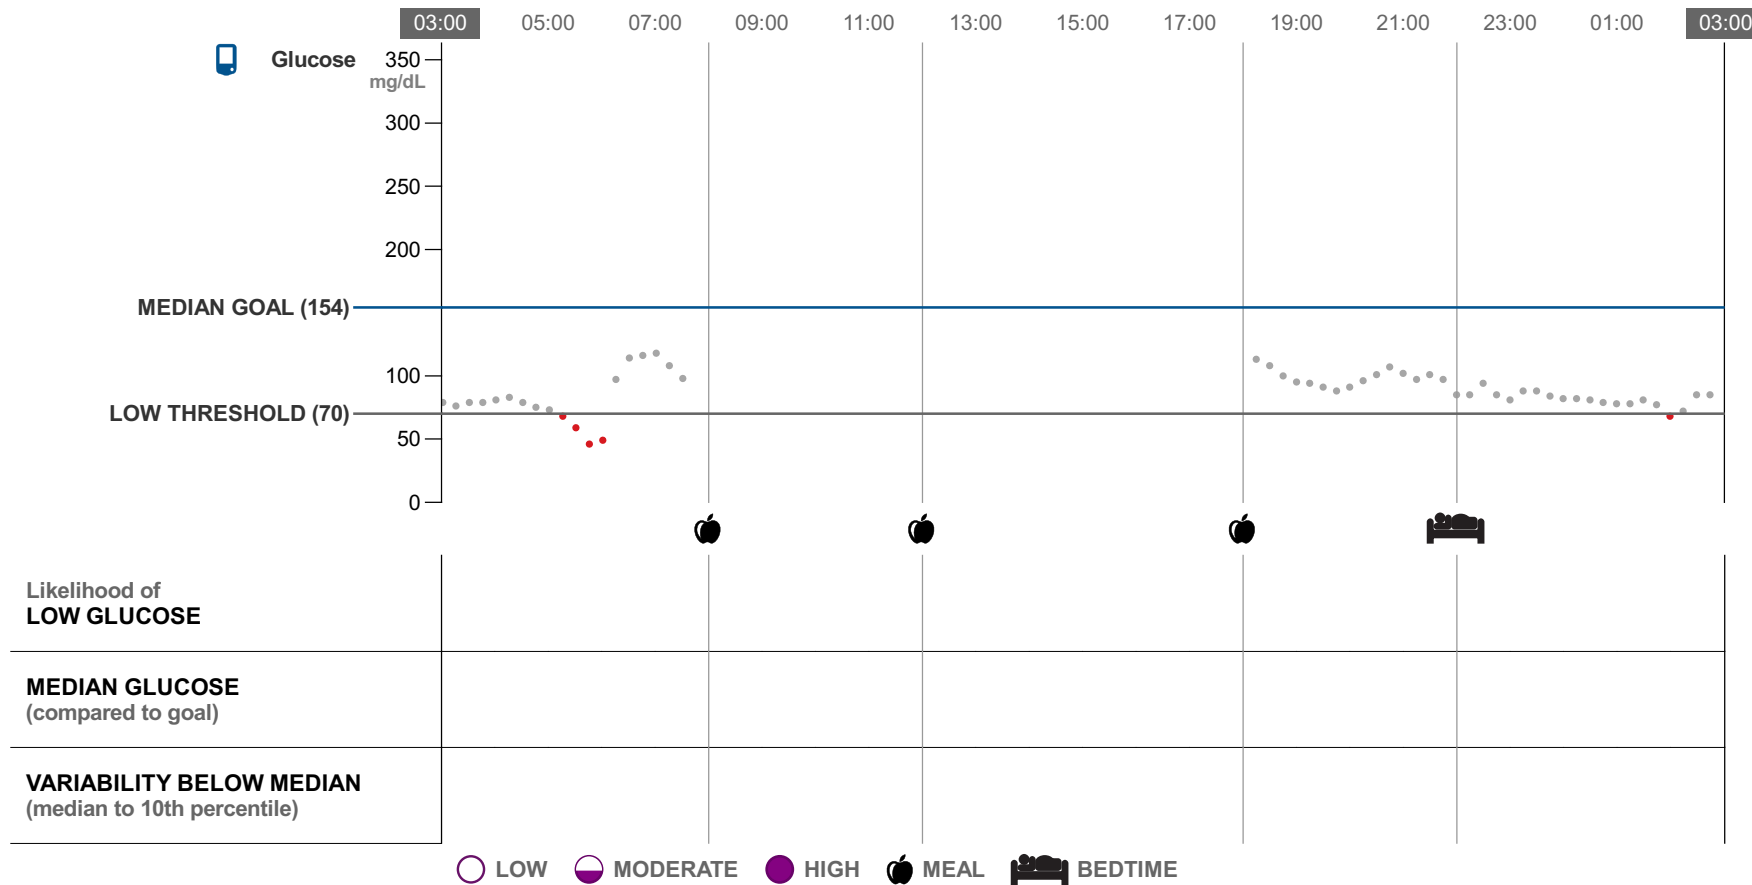 03:00 05:00 07:00 09:00 11:00 13:00 15:00 17:00 19:00 21:00 23:00 01:00 03:00
Glucose 350
mg/dL
300
250
200
MEDIAN GOAL (154)
100
LOW THRESHOLD (70)
50
0
Likelihood of
LOW GLUCOSE
MEDIAN GLUCOSE
(compared to goal)
VARIABILITY BELOW MEDIAN
(median to 10th percentile)
LOW MODERATE HIGH MEAL BEDTIME